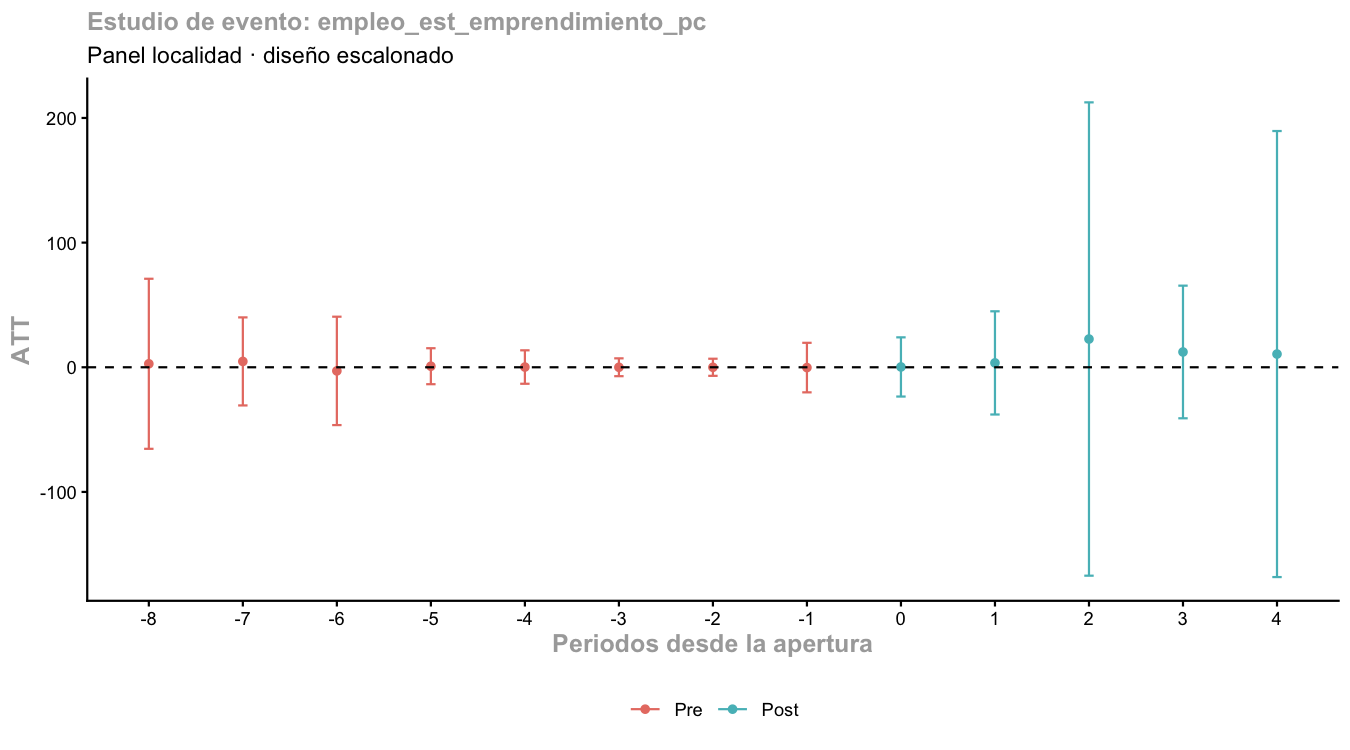 Estudio de evento: empleo_est_emprendimiento_pc
Panel localidad · diseño escalonado
200
100
0
-100
ATT
-8 -7 -6 -5 -4 -3 -2 -1 0 1 2 3 4
Periodos desde la apertura
Pre Post